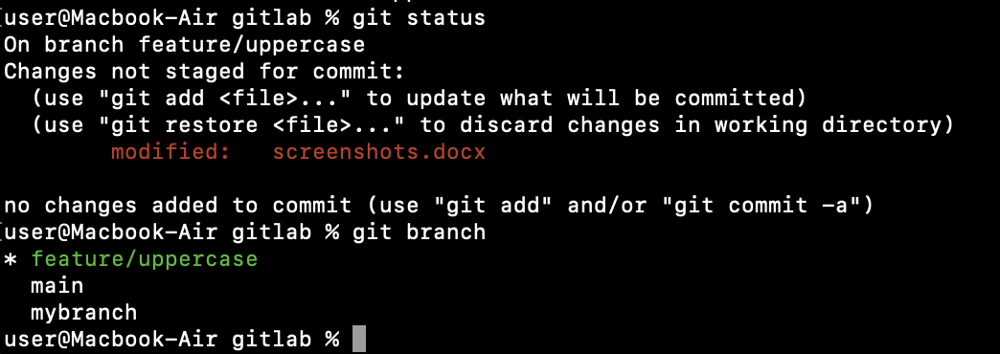 user@Macbook-Air gitlab % git status
On branch feature/uppercase
Changes not staged for commit:
  (use "git add <file>..." to update what will be committed)
  (use "git restore <file>..." to discard changes in working directory)
        modified:   screenshots.docx

no changes added to commit (use "git add" and/or "git commit -a")
user@Macbook-Air gitlab % git branch
* feature/uppercase
  main
  mybranch
user@Macbook-Air gitlab %